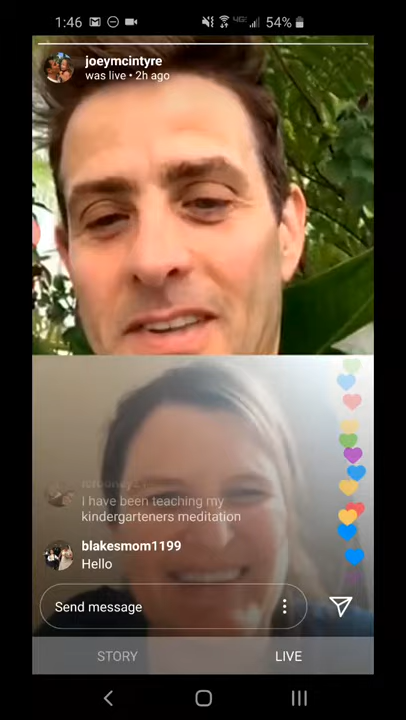 1:46
4G
54%
joeymcintyre
was live • 2h ago
I have been teaching my
kindergarteners meditation
blakesmom1199
Hello
Send message
STORY
LIVE